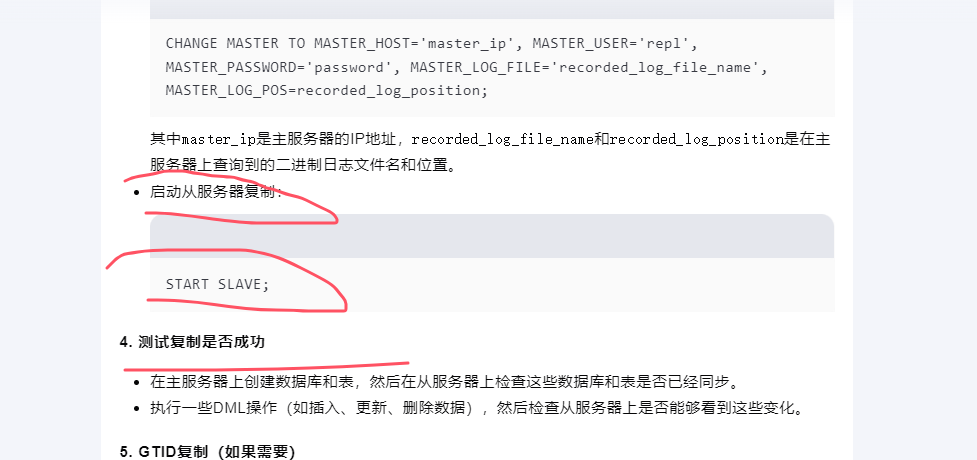 CHANGE MASTER TO MASTER_HOST='master_ip', MASTER_USER='repl',
MASTER_PASSWORD='password', MASTER_LOG_FILE='recorded_log_file_name',
MASTER_LOG_POS=recorded_log_position;
其中master_ip是主服务器的IP地址，recorded_log_file_name和recorded_log_position是在主
服务器上查询到的二进制日志文件名和位置。
• 启动从服务器复制：
START SLAVE;
4. 测试复制是否成功
• 在主服务器上创建数据库和表，然后在从服务器上检查这些数据库和表是否已经同步。
• 执行一些DML操作（如插入、更新、删除数据），然后检查从服务器上是否能够看到这些变化。
5. GTID复制（如果需要）